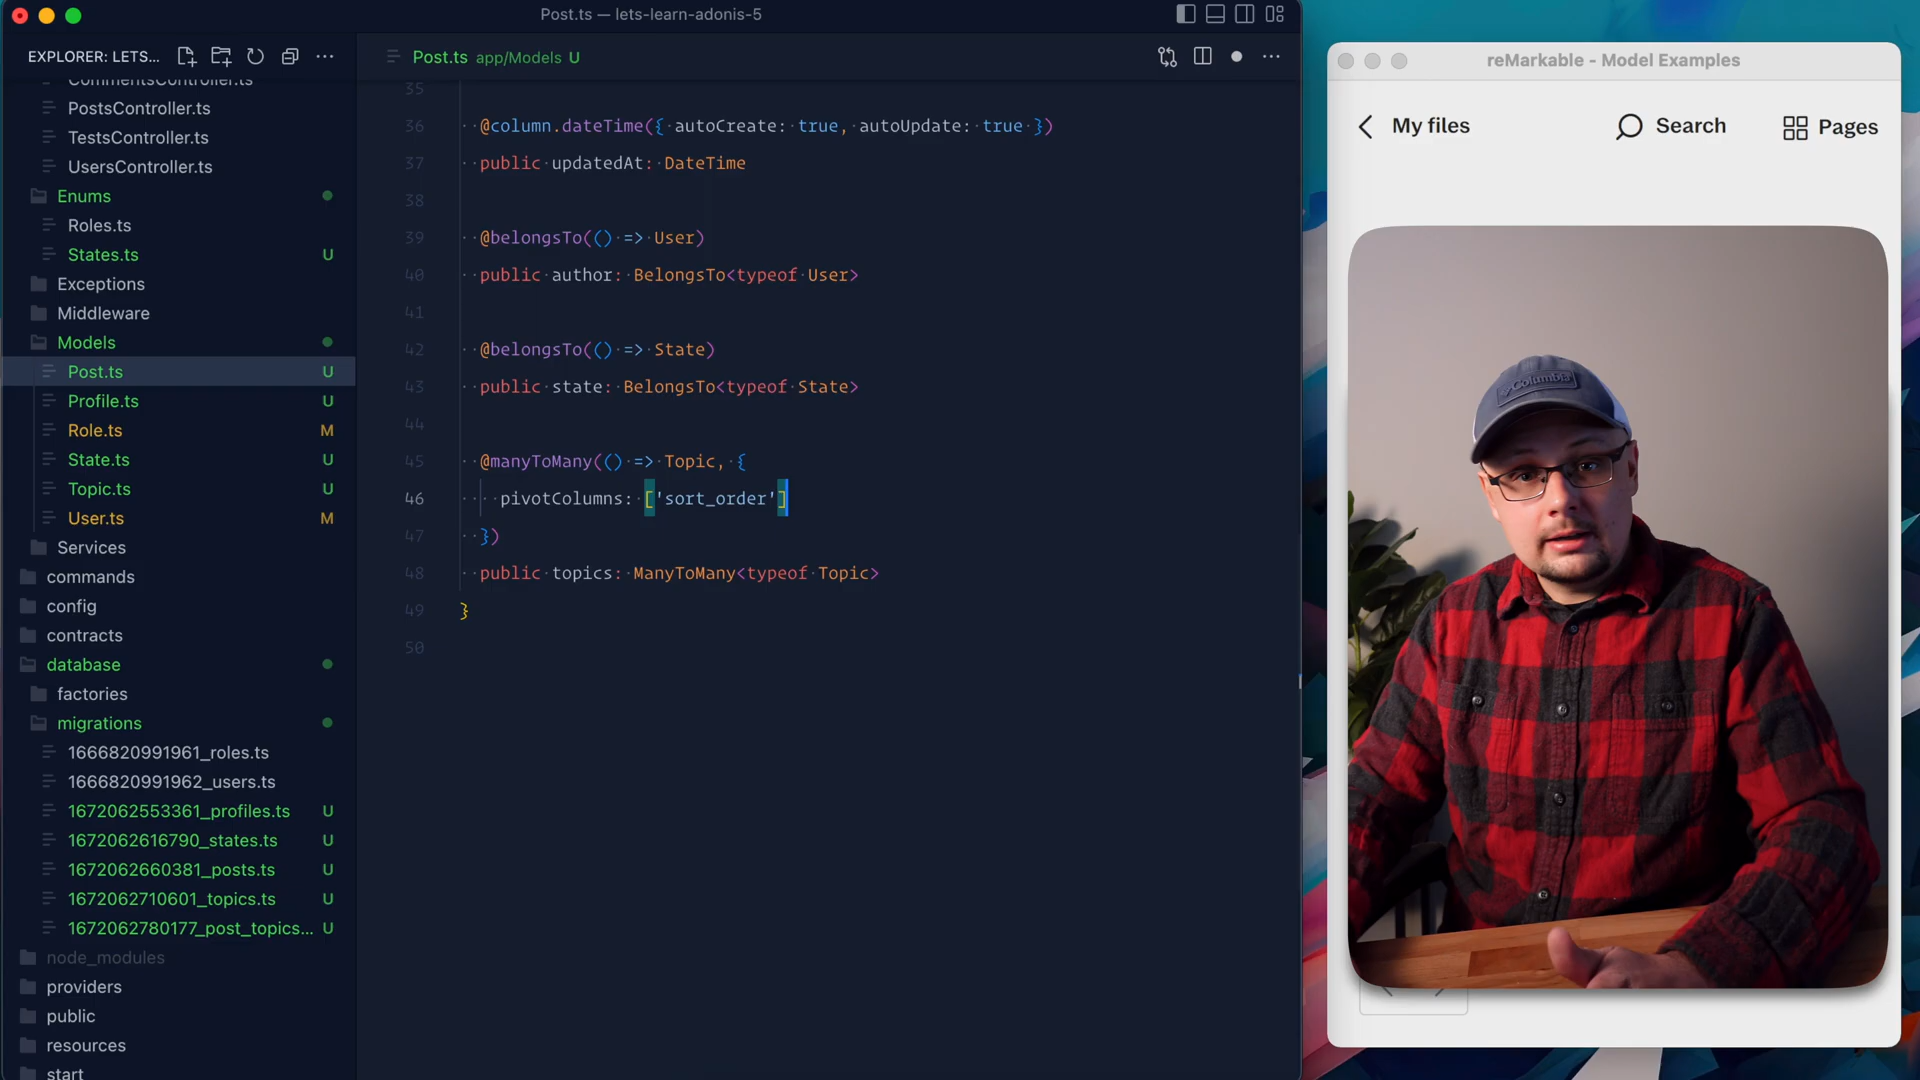 Post.ts — lets-learn-adonis-5
EXPLORER: LETS...
Post.ts app/Models U
CommentsController.ts
PostsController.ts
TestsController.ts
UsersController.ts
Enums
Roles.ts
States.ts U
Exceptions
Middleware
Models
Post.ts U
Profile.ts U
Role.ts M
State.ts U
Topic.ts U
User.ts M
Services
commands
config
contracts
database
factories
migrations
1666820991961_roles.ts
1666820991962_users.ts
1672062553361_profiles.ts U
1672062616790_states.ts U
1672062660381_posts.ts U
1672062710601_topics.ts U
1672062780177_post_topics... U
node_modules
providers
public
resources
start
35
36 @column.dateTime({ autoCreate: true, autoUpdate: true })
37 public updatedAt: DateTime
38
39 @belongsTo(() => User)
40 public author: BelongsTo<typeof User>
41
42 @belongsTo(() => State)
43 public state: BelongsTo<typeof State>
44
45 @manyToMany(() => Topic, {
46 pivotColumns: ['sort_order']
47 })
48 public topics: ManyToMany<typeof Topic>
49 }
50
reMarkable - Model Examples
My files
Search
Pages
Columbia